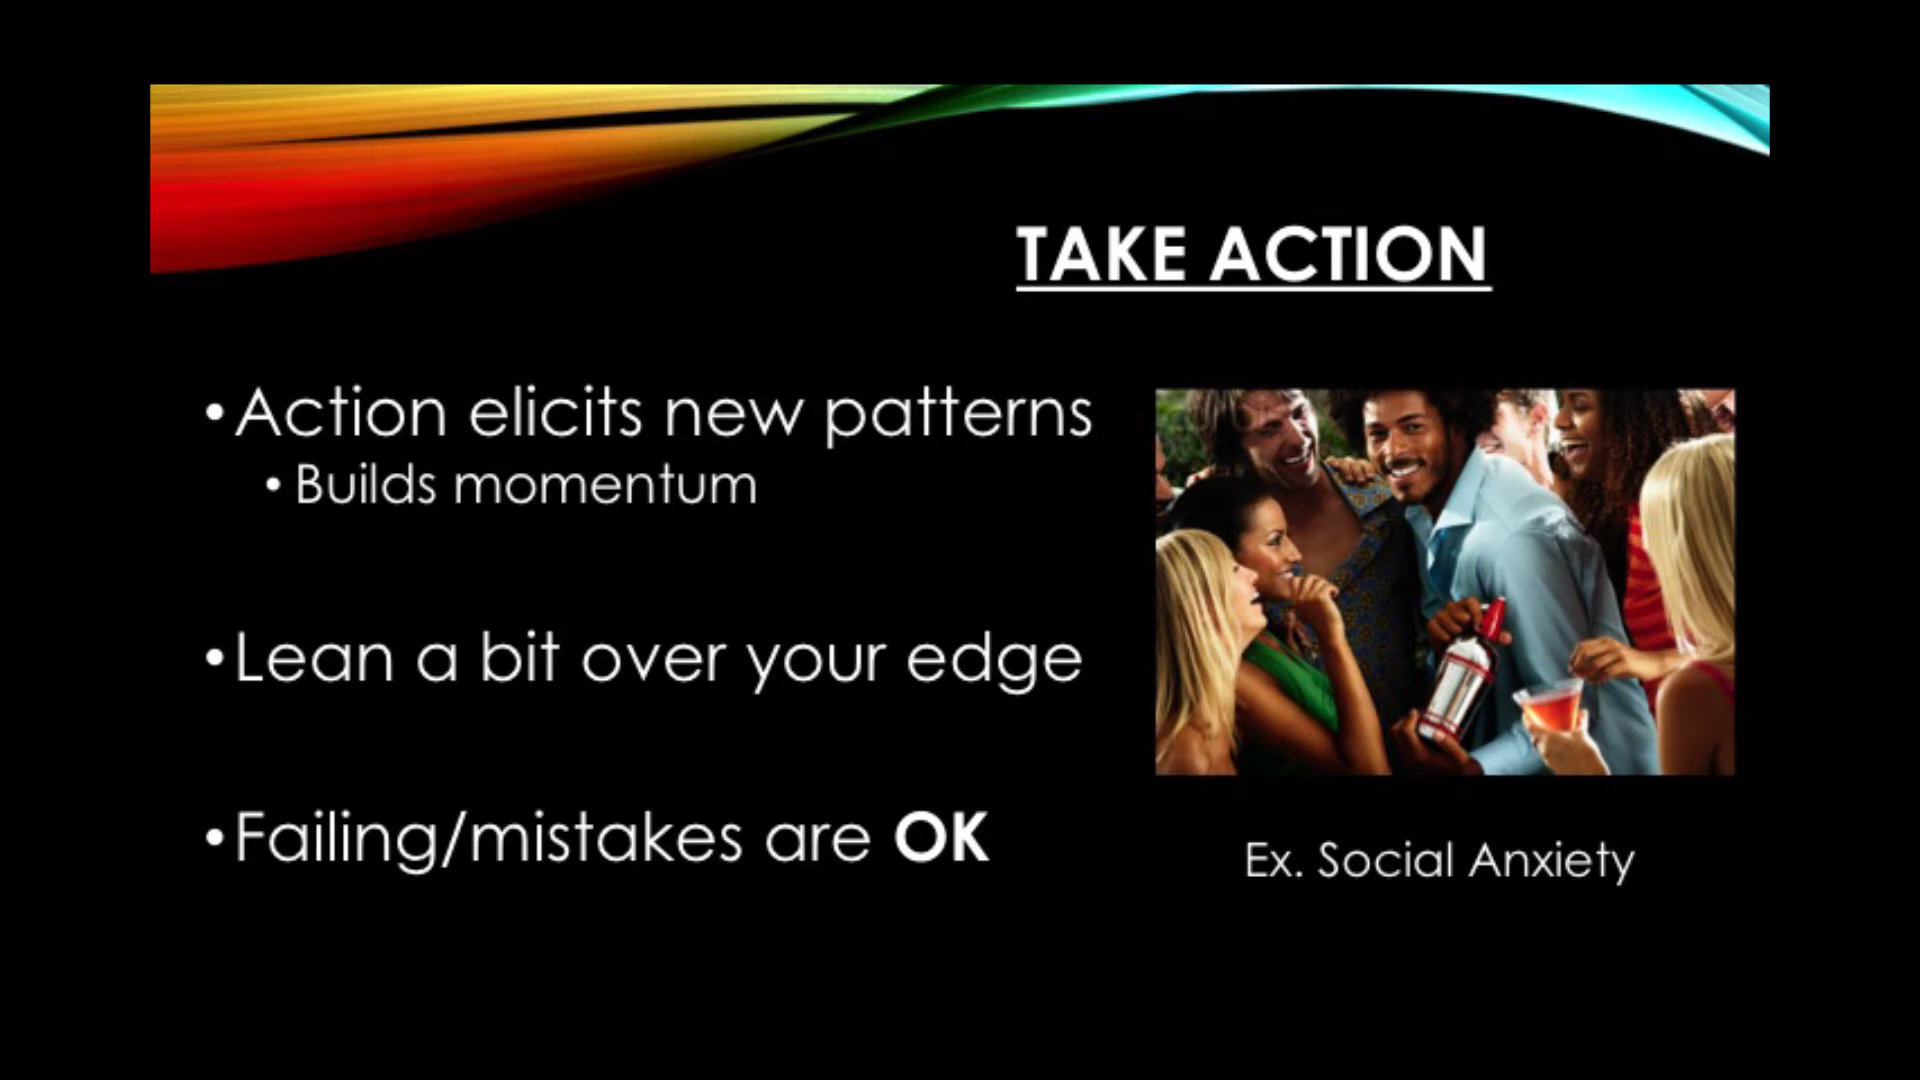 TAKE ACTION
•Action elicits new patterns
•Builds momentum
•Lean a bit over your edge
•Failing/mistakes are OK
Ex. Social Anxiety